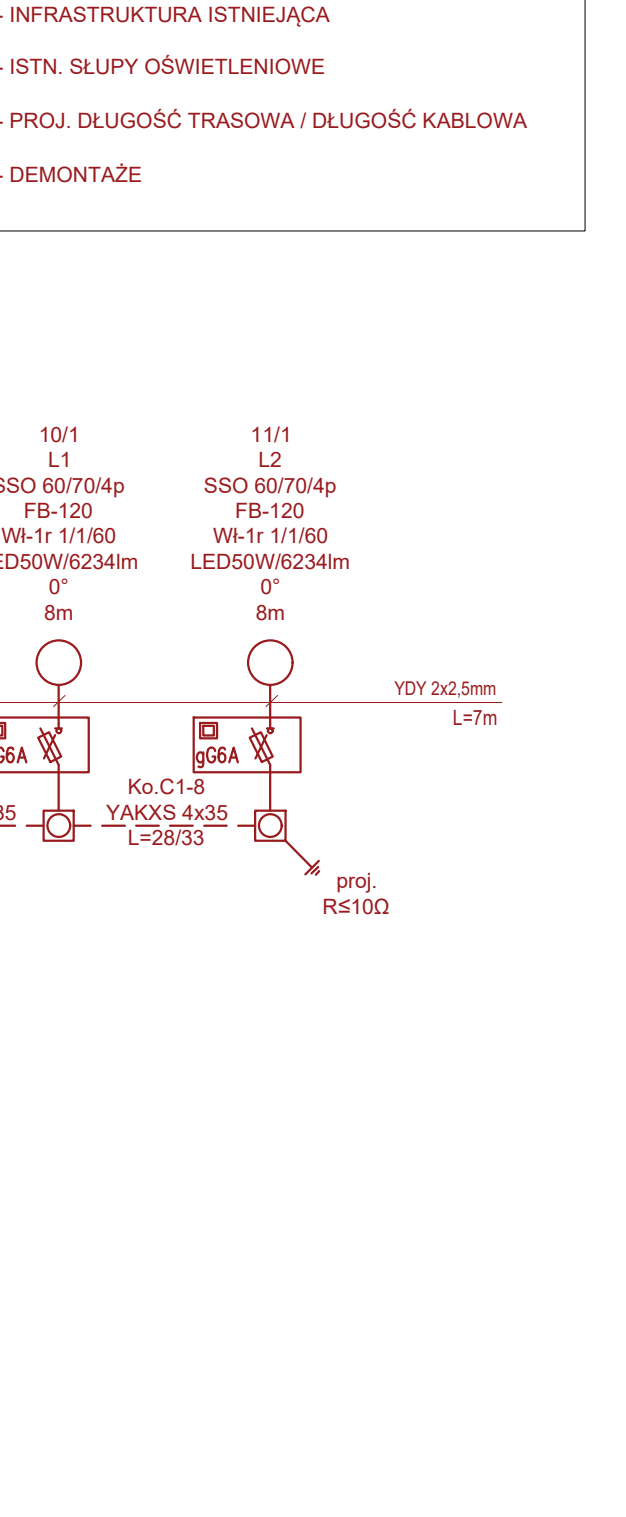 - INFRASTRUKTURA ISTNIEJĄCA
- ISTN. SŁUPY OŚWIETLENIOWE
- PROJ. DŁUGOŚĆ TRASOWA / DŁUGOŚĆ KABLOWA
- DEMONTAŻE
10/1
L1
SSO 60/70/4p
FB-120
Wł-1r 1/1/60
ED50W/6234lm
0°
8m
11/1
L2
SSO 60/70/4p
FB-120
Wł-1r 1/1/60
LED50W/6234lm
0°
8m
YDY 2x2,5mm
L=7m
G6A
gG6A
35
Ko.C1-8
YAKXS 4x35
L=28/33
proj.
R≤10Ω